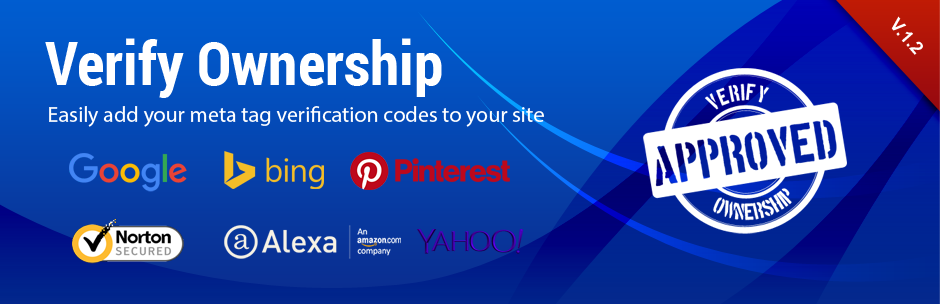 V.1.2
Verify Ownership
Easily add your meta tag verification codes to your site
Google
bing
Pinterest
Norton
SECURED
a Alexa
An
amazon.com
company
YAHOO!
VERIFY
APPROVED
OWNERSHIP